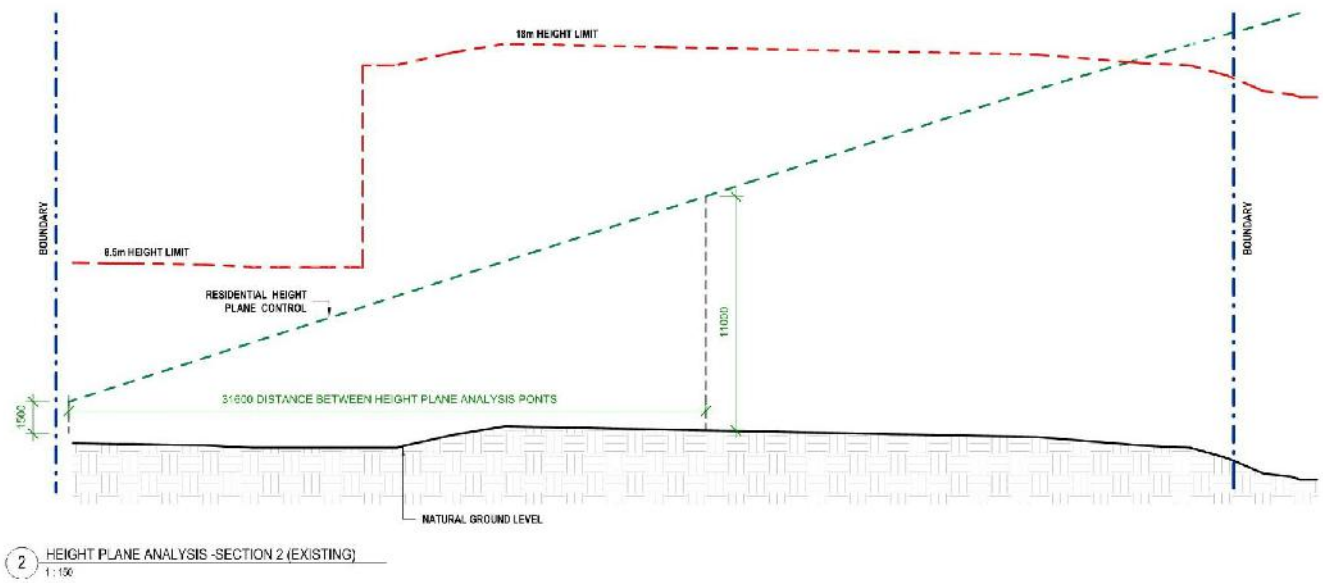 18m HEIGHT LIMIT
BOUNDARY
BOUNDARY
8.5m HEIGHT LIMIT
RESIDENTIAL HEIGHT
PLANE CONTROL
11000
1500
31600 DISTANCE BETWEEN HEIGHT PLANE ANALYSIS PONTS
NATURAL GROUND LEVEL
2
HEIGHT PLANE ANALYSIS -SECTION 2 (EXISTING)
1 : 150